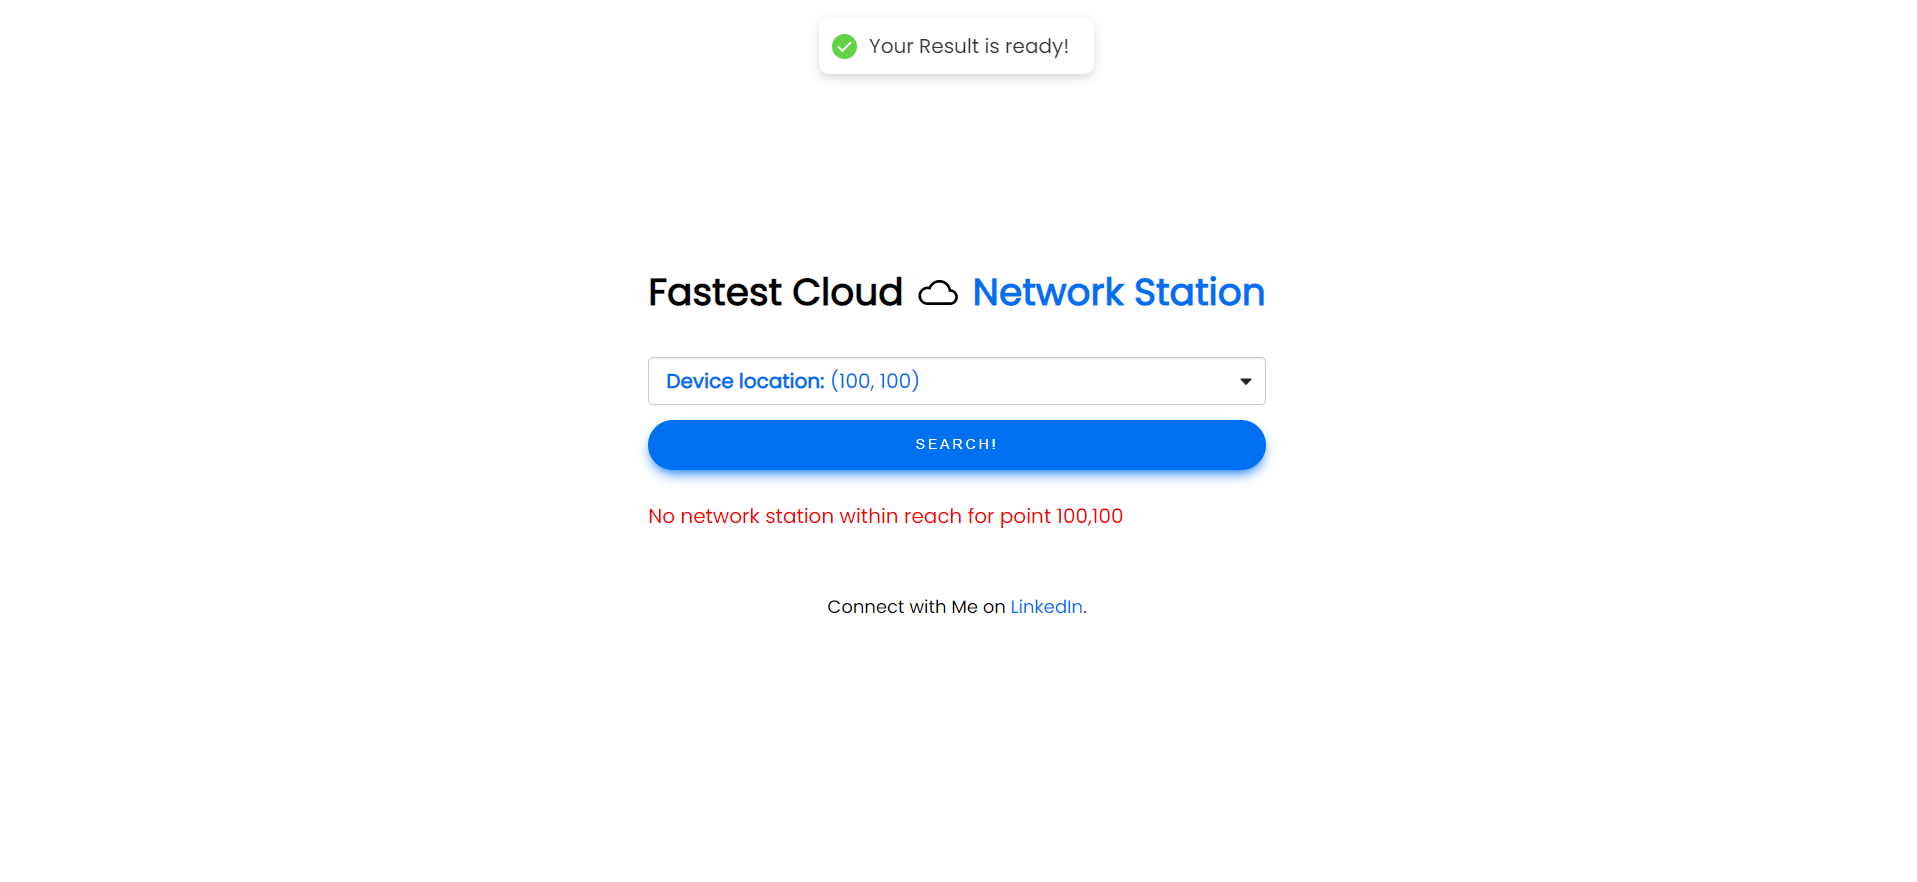 Your Result is ready!
Fastest Cloud Network Station
Device location: (100, 100)
SEARCH!
No network station within reach for point 100,100
Connect with Me on LinkedIn.